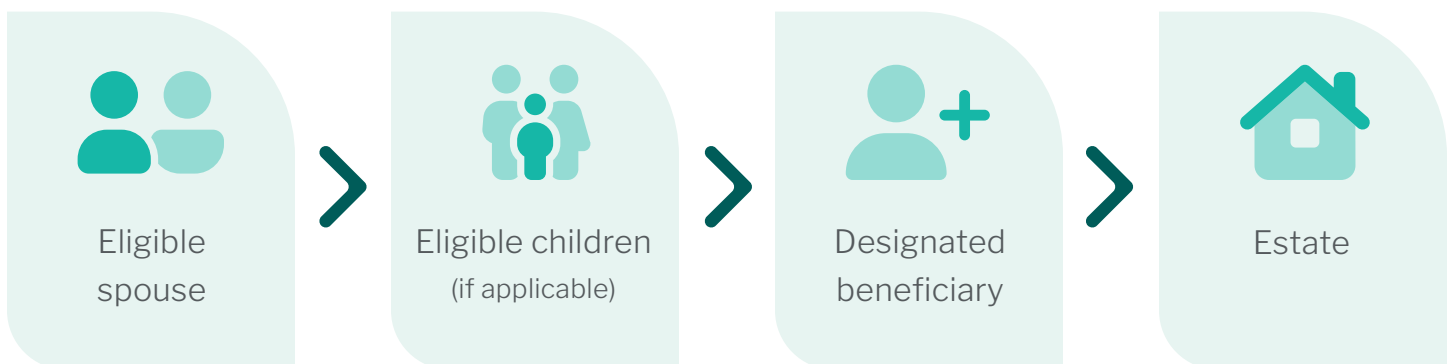 Eligible
spouse
Eligible children
(if applicable)
Designated
beneficiary
Estate